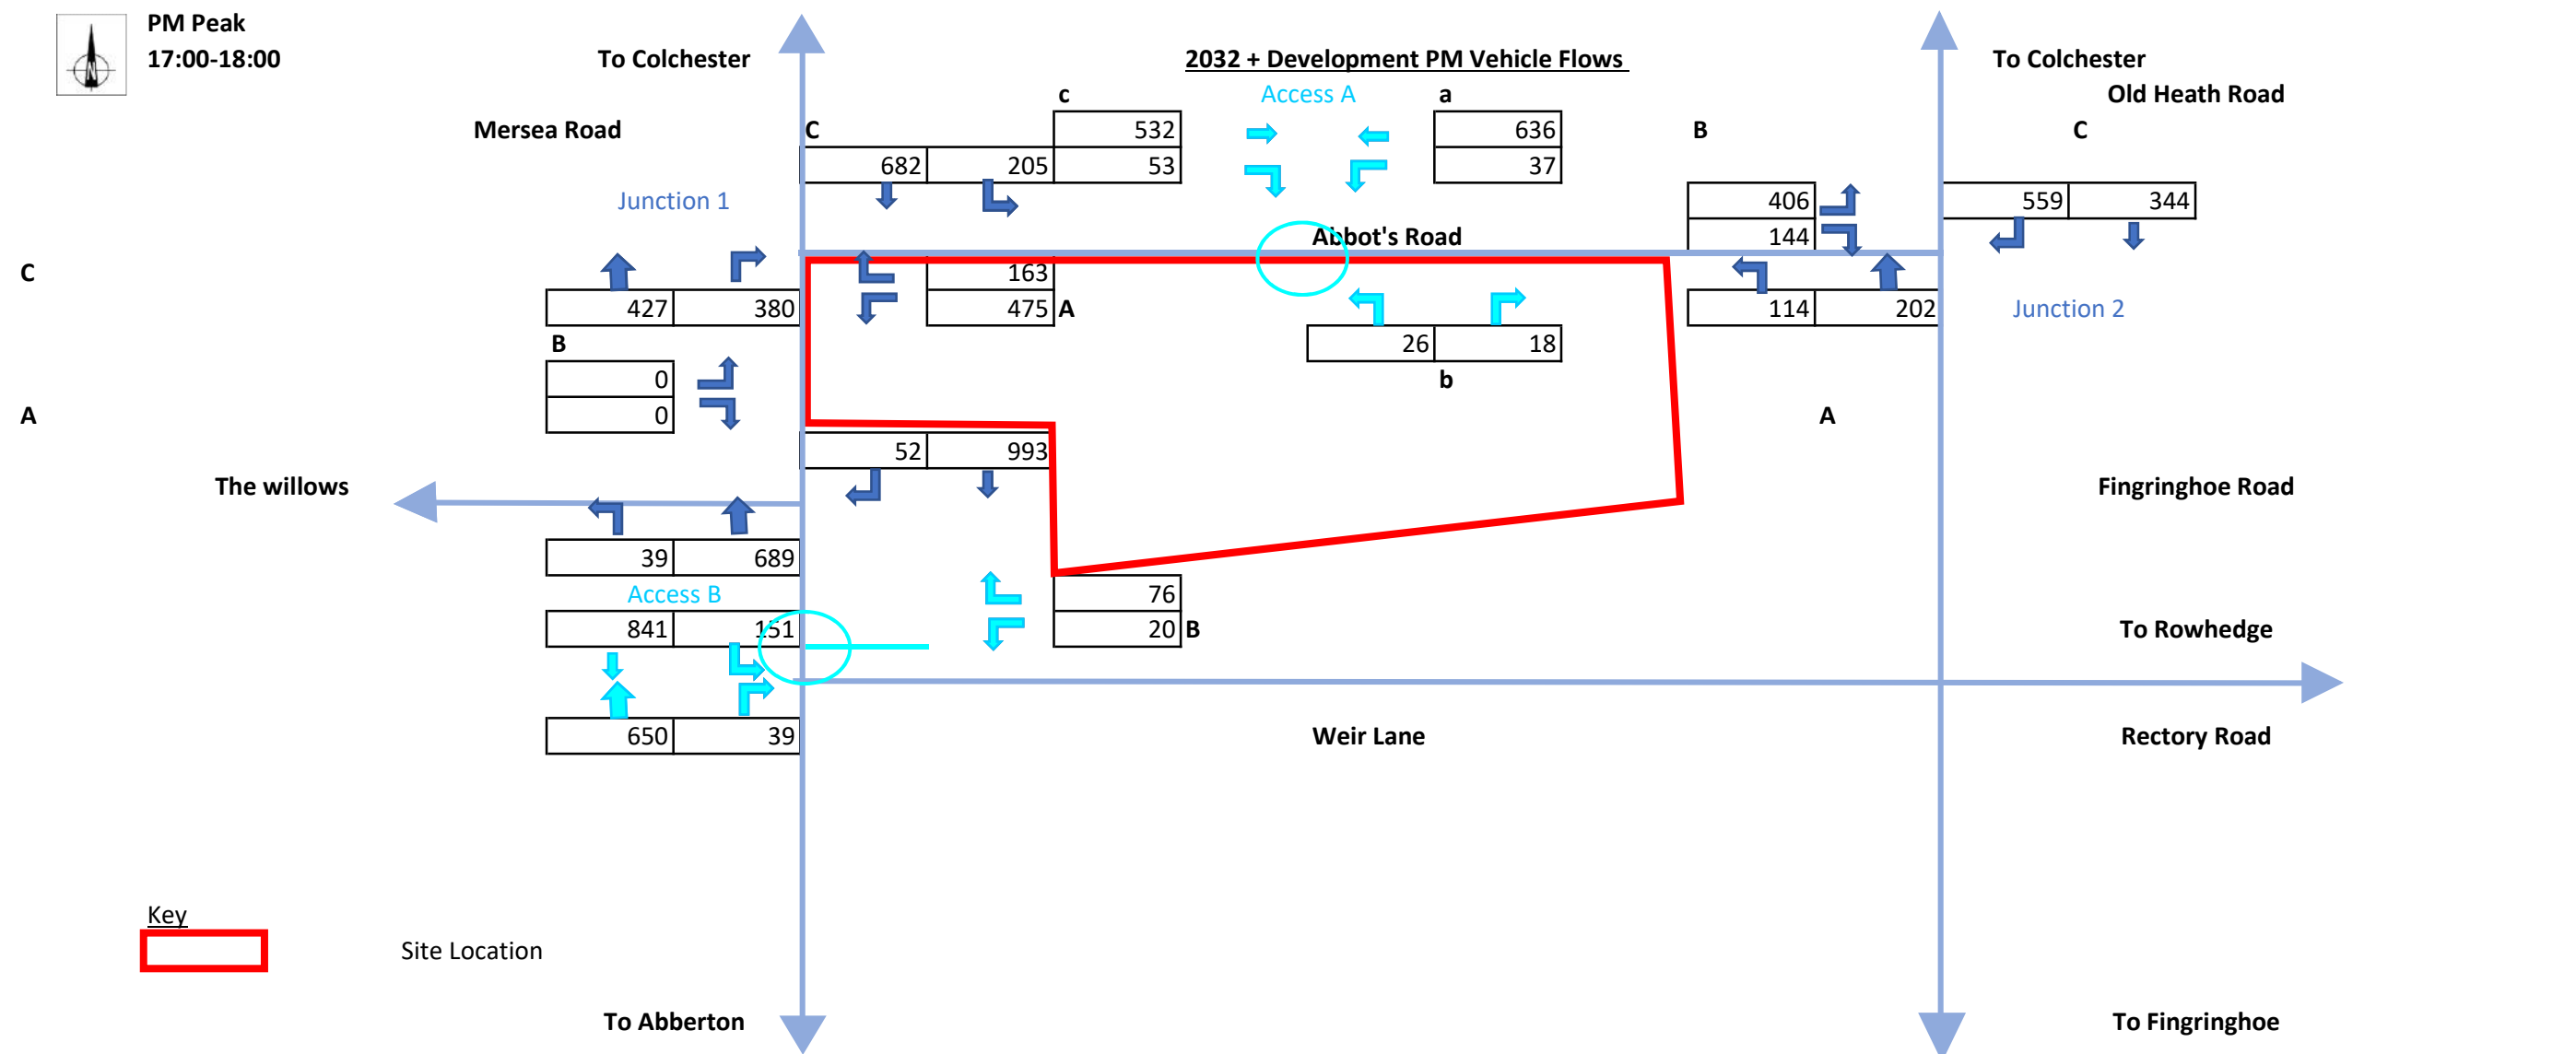 PM Peak
17:00-18:00
To Colchester
2032 + Development PM Vehicle Flows
To Colchester
c
Access A
a
Old Heath Road
Mersea Road
C
532
636
B
C
682 205 53
37
Junction 1
406
559 344
Abbot's Road
144
C
163
427 380
475 A
114 202
Junction 2
B
26 18
0
b
0
A
A
52 993
The willows
Fingringhoe Road
39 689
Access B
76
841 151
20 B
To Rowhedge
650 39
Weir Lane
Rectory Road
Key
Site Location
To Abberton
To Fingringhoe